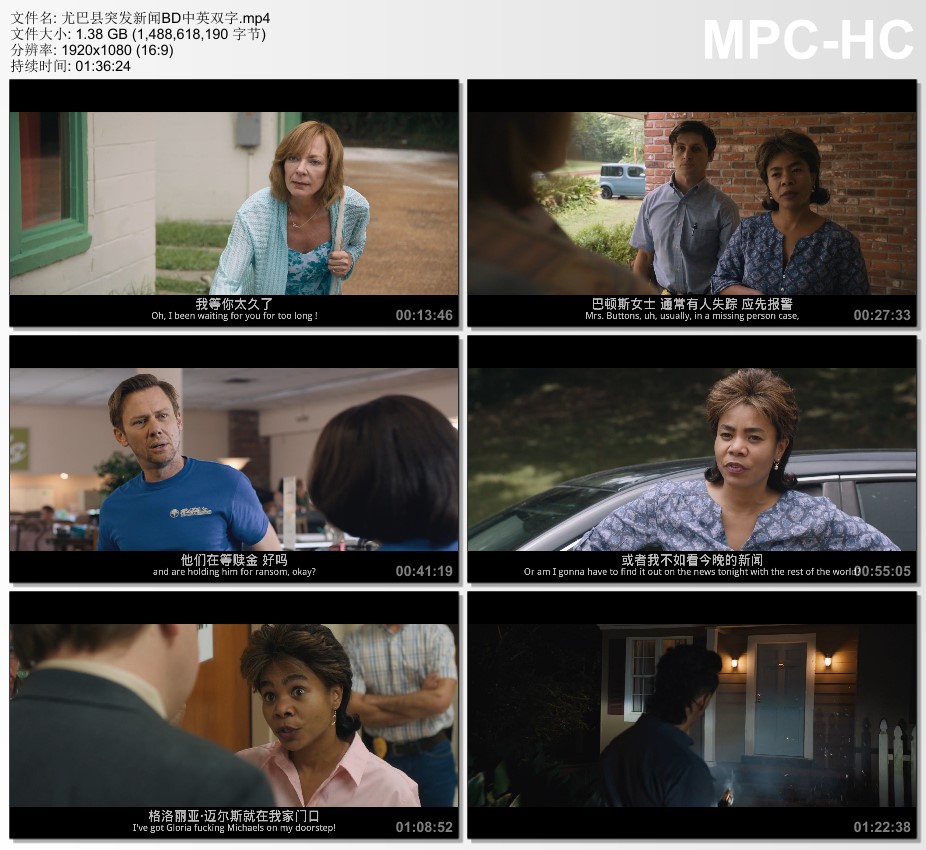 文件名: 尤巴县突发新闻BD中英双字.mp4
文件大小: 1.38 GB (1,488,618,190 字节)
分辨率: 1920x1080 (16:9)
持续时间: 01:36:24
MPC-HC
我等你太久了
Oh, I been waiting for you for too long !
00:13:46
巴顿斯女士 通常有人失踪 应先报警
Mrs. Buttons, uh, usually, in a missing person case,
00:27:33
他们在等赎金 好吗
and are holding him for ransom, okay?
00:41:19
或者我不如看今晚的新闻
Or am I gonna have to find it out on the news tonight with the rest of the world?
00:55:05
格洛丽亚·迈尔斯就在我家门口
I've got Gloria fucking Michaels on my doorstep!
01:08:52
01:22:38